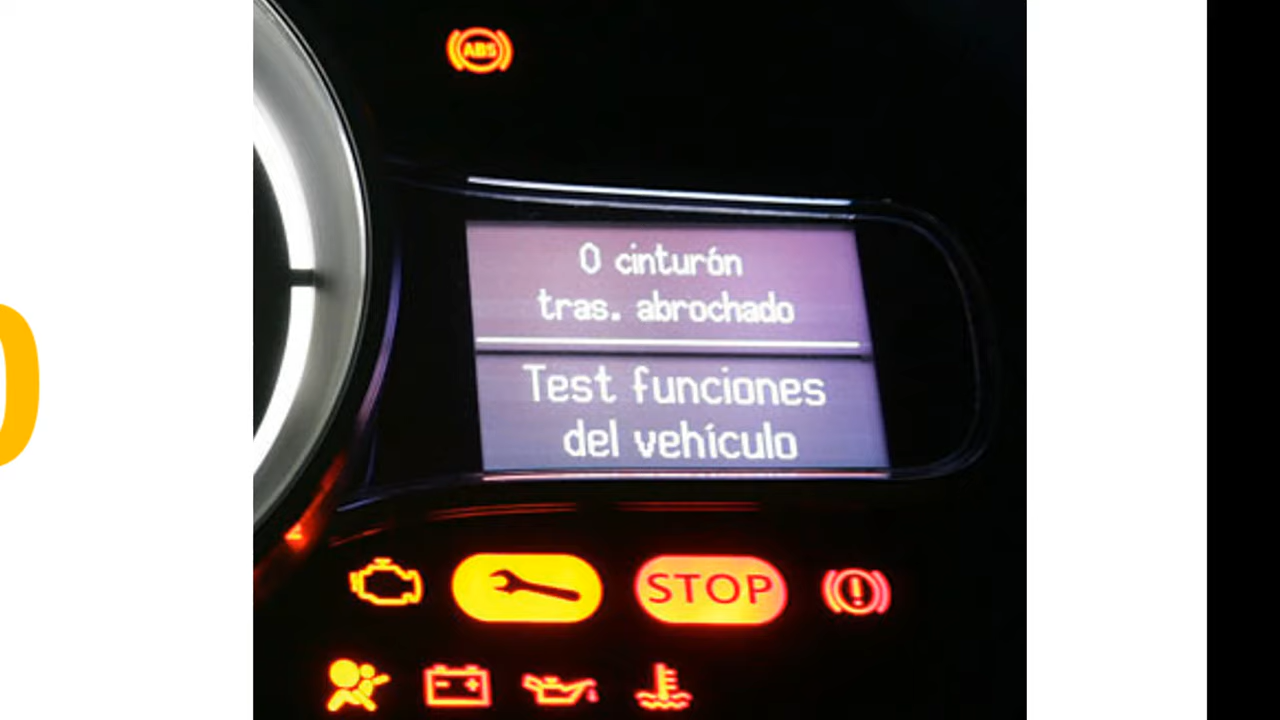 ABS
0 cinturón
tras. abrochado
Test funciones
del vehículo
STOP